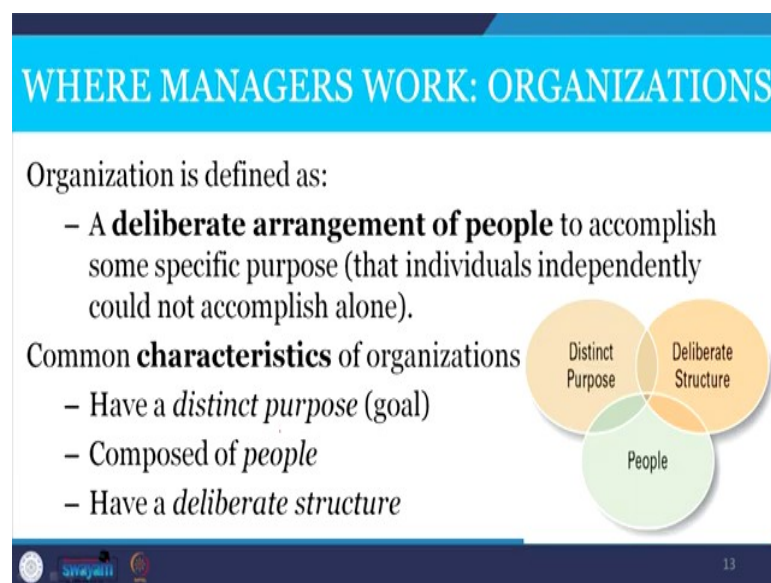 WHERE MANAGERS WORK: ORGANIZATIONS
Organization is defined as:
– A deliberate arrangement of people to accomplish
some specific purpose (that individuals independently
could not accomplish alone).
Common characteristics of organizations
– Have a distinct purpose (goal)
– Composed of people
– Have a deliberate structure
Distinct
Purpose
Deliberate
Structure
People
swayam
13